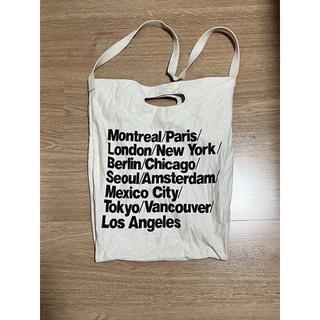 Montreal/Paris/
London/New York/
Berlin/Chicago/
Seoul/Amsterdam/
Mexico City/
Tokyo/Vancouver/
Los Angeles